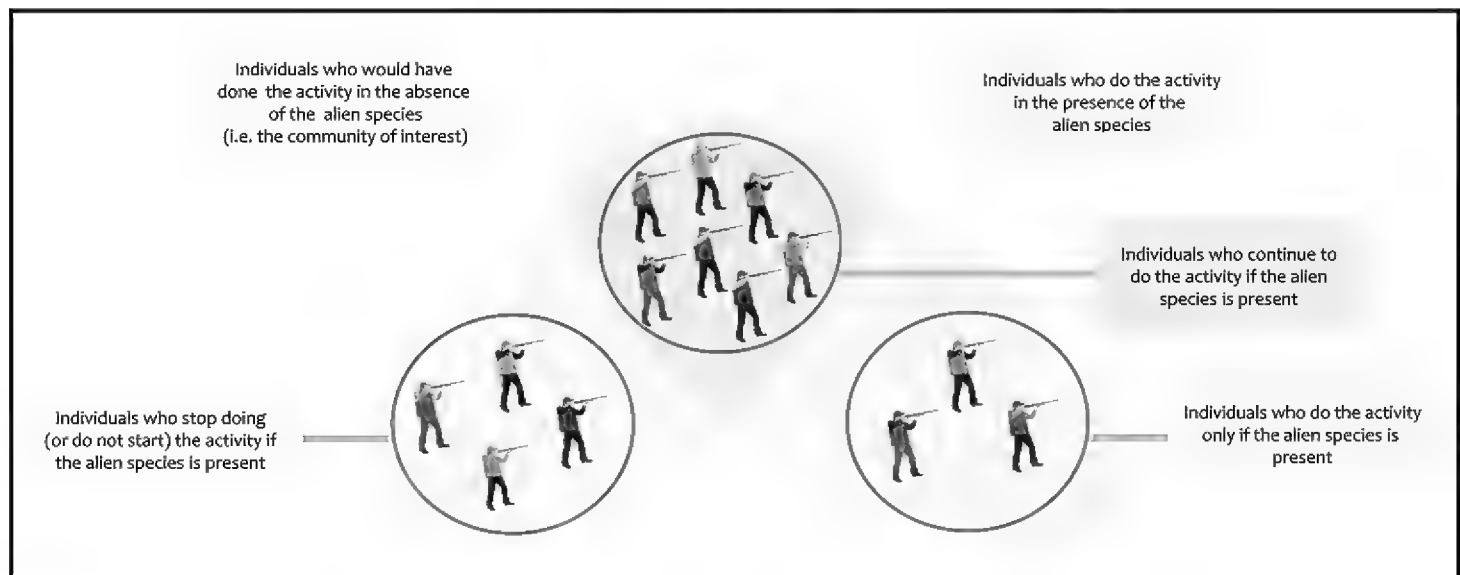 Individuals who would have
done the activity in the absence
of the alien species
(i.e. the community of interest)
Individuals who do the activity
in the presence of the
alien species
Individuals who continue to
do the activity if the alien
species is present
Individuals who stop doing
(or do not start) the activity if
the alien species is present
Individuals who do the activity
only if the alien species is
present